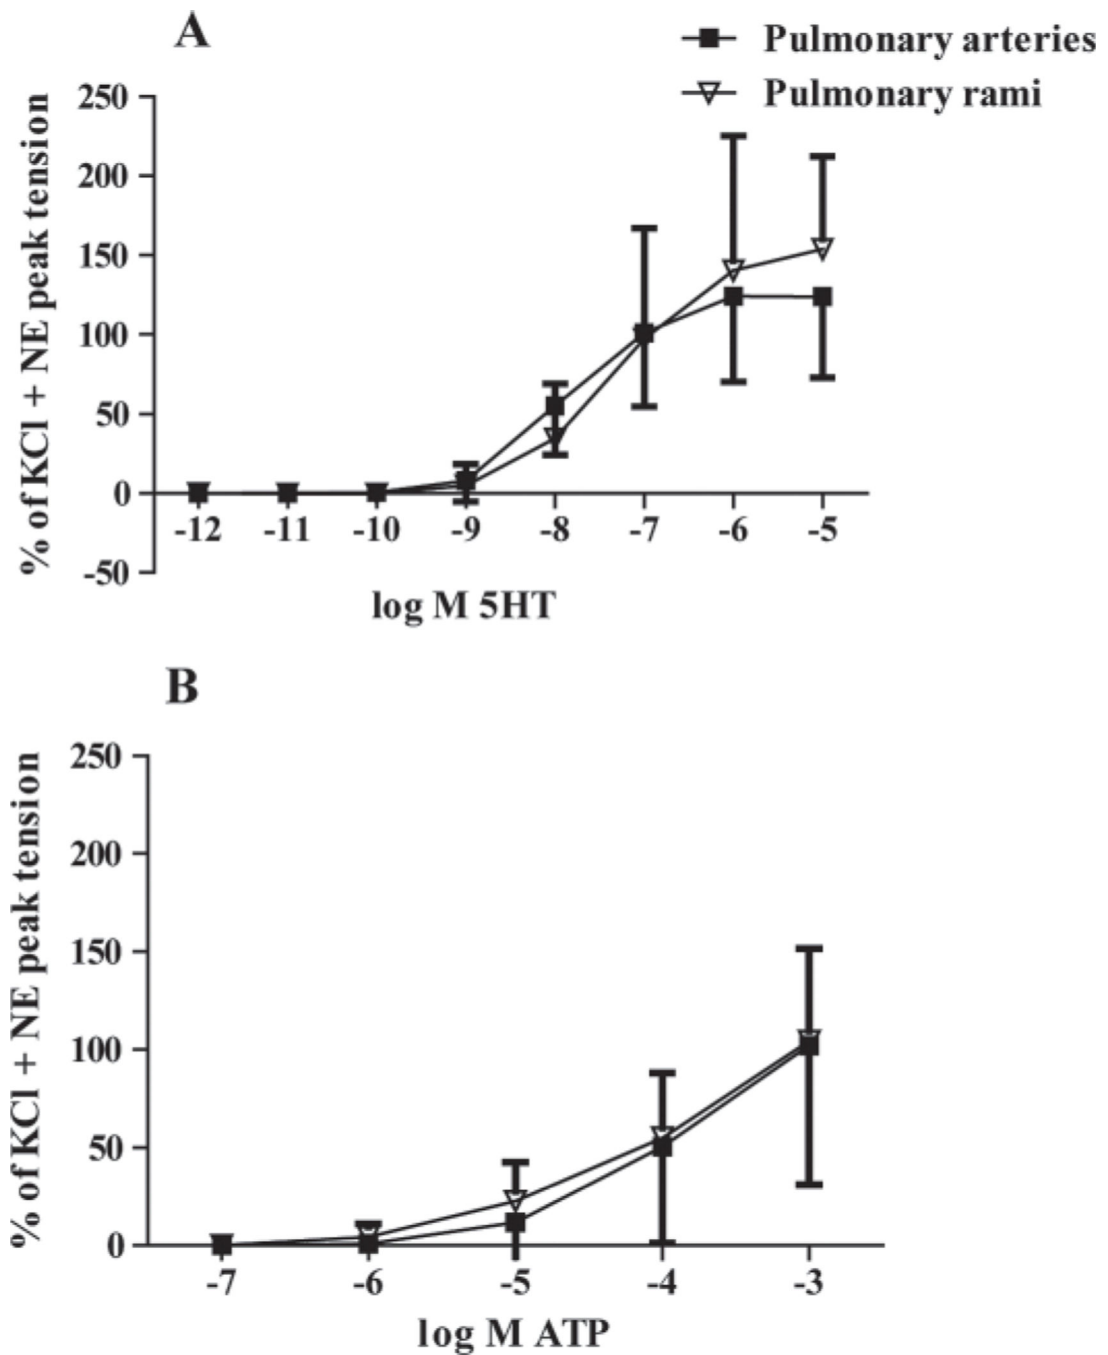 A
Pulmonary arteries
Pulmonary rami
% of KCl + NE peak tension
250
200
150
100
50
0
-50
-12 -11 -10 -9 -8 -7 -6 -5
log M 5HT
B
% of KCl + NE peak tension
250
200
150
100
50
0
-7 -6 -5 -4 -3
log M ATP